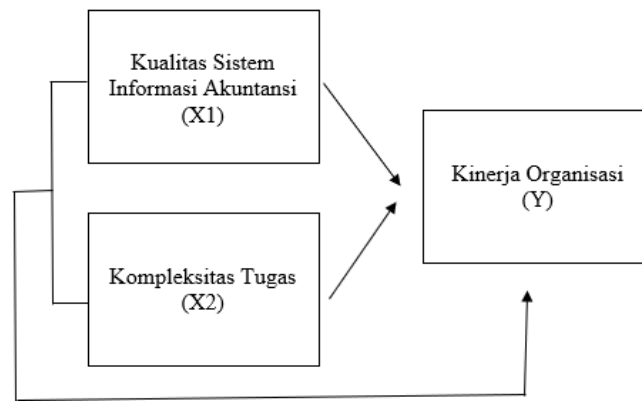 Kualitas Sistem
Informasi Akuntansi
(X1)
Kinerja Organisasi
(Y)
Kompleksitas Tugas
(X2)